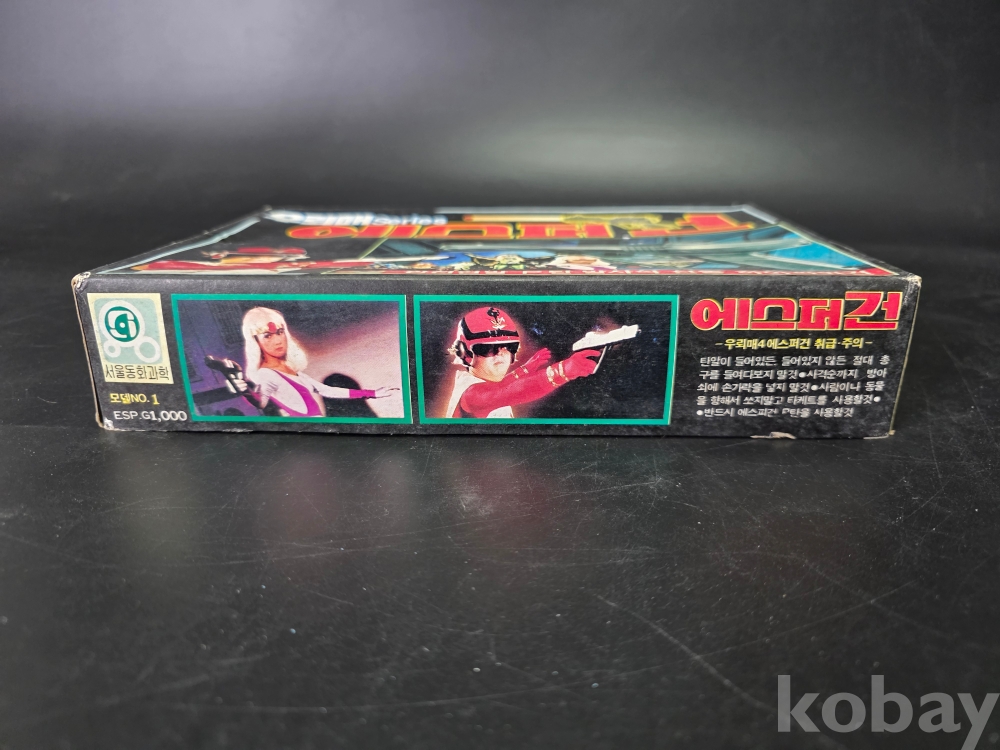 Series
에스퍼건
서울동화과학
모델NO. 1
ESP.G1,000
에스퍼건
- 우뢰매4 에스퍼건 취급·주의 -
탄알이 들어있든 들어있지 않든 절대 총
구를 들여다보지 말것●사격순까지 방아
쇠에 손가락을 넣지 말것●사람이나 동물
을 향해서 쏘지말고 타케트를 사용할것●
●반드시 에스퍼건 P탄을 사용할것
kobay